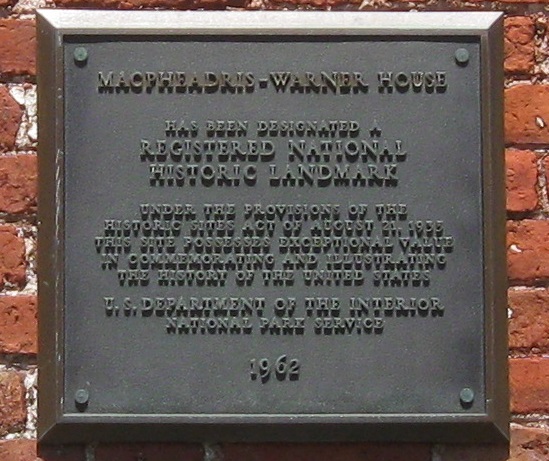 MACPHEADRIS-WARNER HOUSE
HAS BEEN DESIGNATED A
REGISTERED NATIONAL
HISTORIC LANDMARK
UNDER THE PROVISIONS OF THE
HISTORIC SITES ACT OF AUGUST 21, 1935
THIS SITE POSSESSES EXCEPTIONAL VALUE
IN COMMEMORATING AND ILLUSTRATING
THE HISTORY OF THE UNITED STATES
U.S. DEPARTMENT OF THE INTERIOR
NATIONAL PARK SERVICE
1962